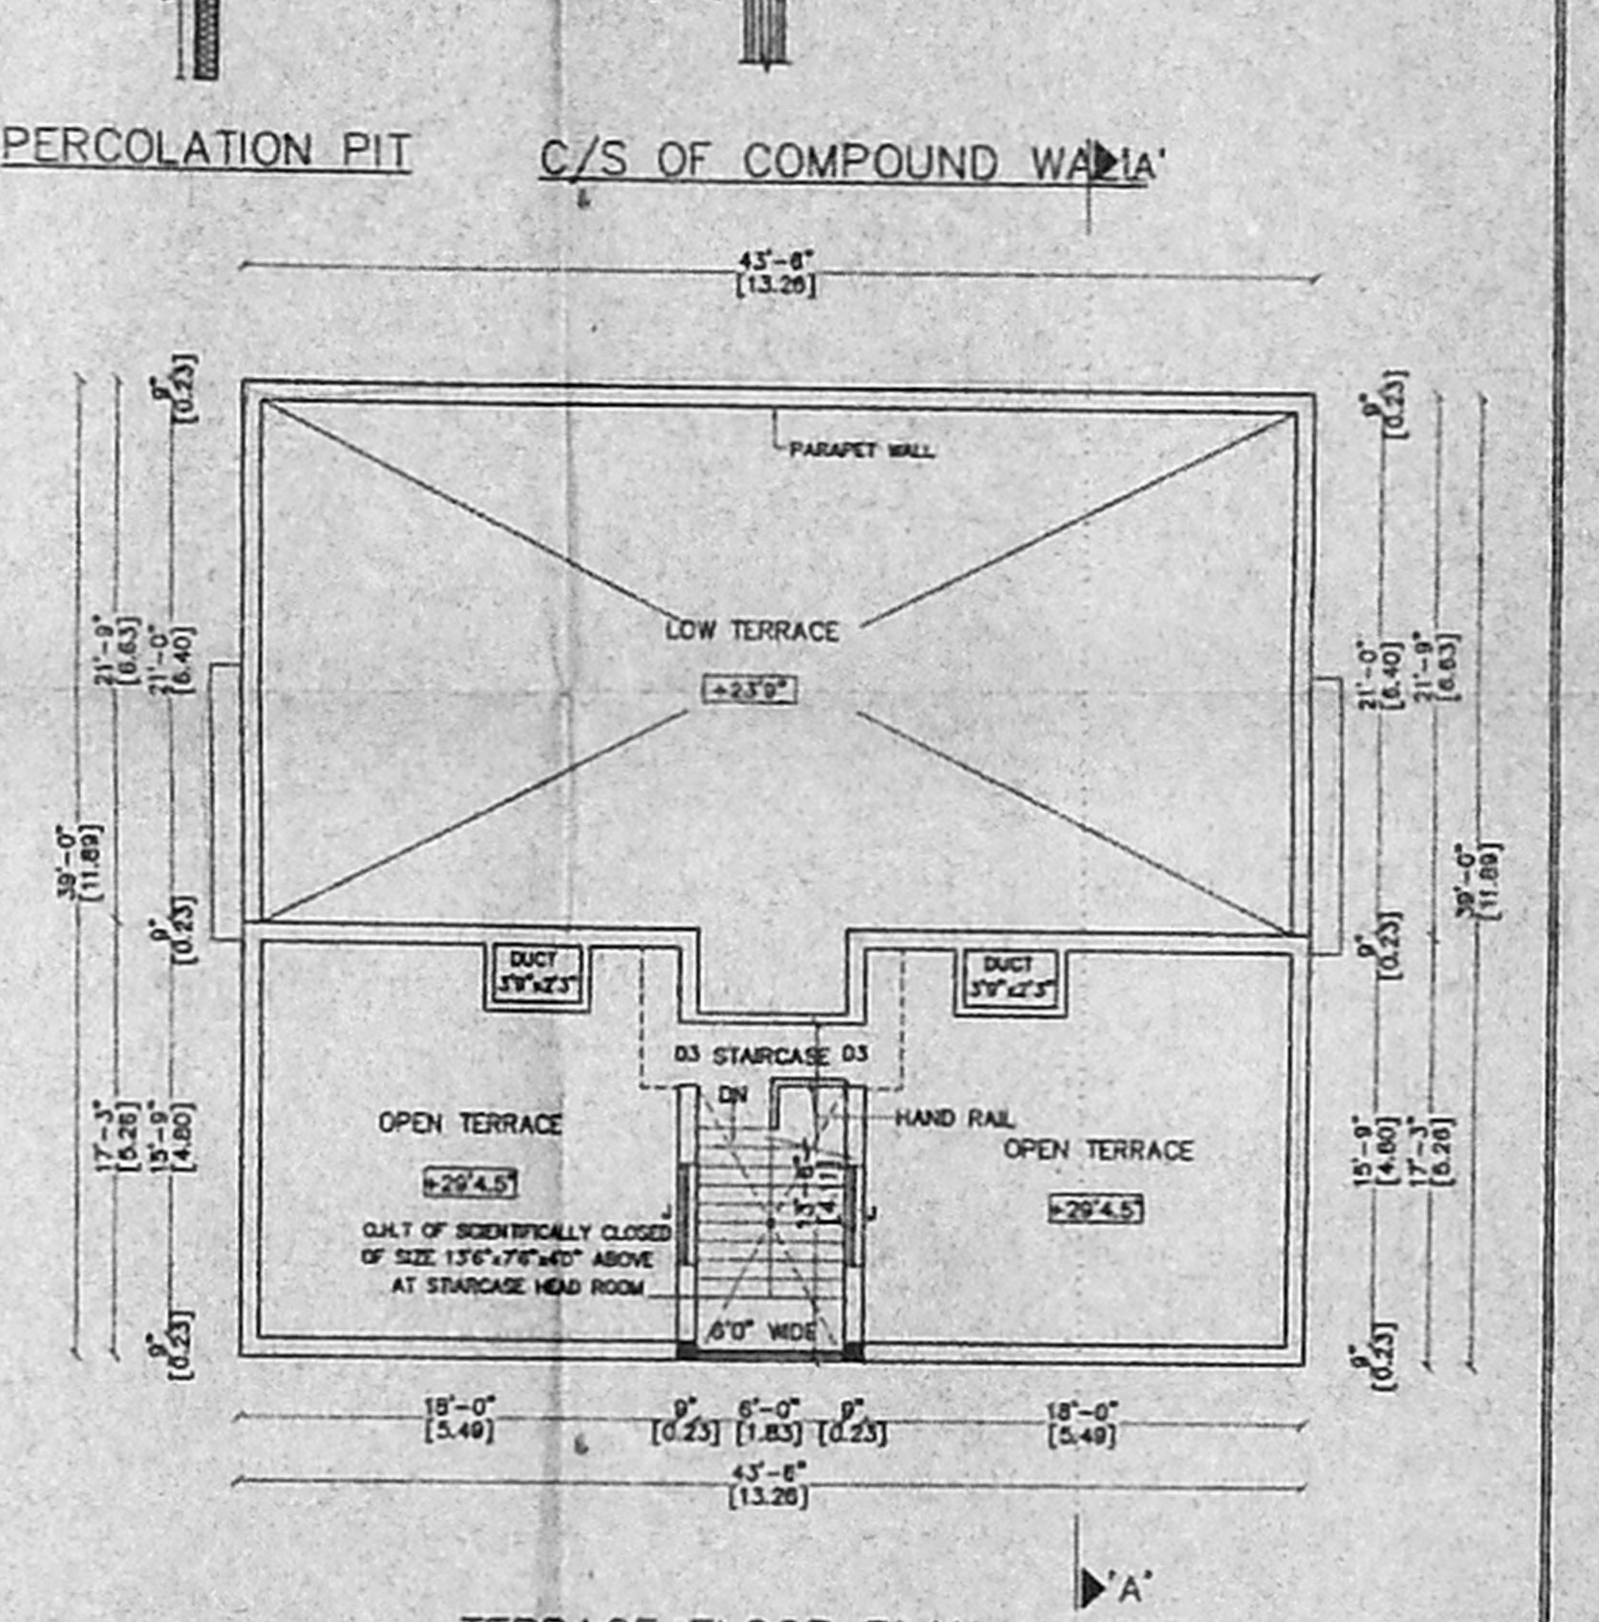 PERCOLATION PIT
C/S OF COMPOUND WALL
'A'
43'-6"
[13.26]
9"
[0.23]
9"
[0.23]
PARAPET WALL
21'-9"
[6.63]
21'-0"
[6.40]
LOW TERRACE
+23'9"
21'-0"
[6.40]
21'-9"
[6.63]
39'-0"
[11.89]
39'-0"
[11.89]
9"
[0.23]
9"
[0.23]
DUCT
3'9"x2'3"
DUCT
3'9"x2'3"
D3 STAIRCASE D3
DN
HAND RAIL
OPEN TERRACE
+29'4.5"
OPEN TERRACE
+29'4.5"
17'-3"
[5.26]
15'-9"
[4.80]
13'-6"
[4.11]
15'-9"
[4.80]
17'-3"
[5.26]
O.H.T OF SCIENTIFICALLY CLOSED
OF SIZE 13'6"x7'6"x4'0" ABOVE
AT STAIRCASE HEAD ROOM
6'0" WIDE
9"
[0.23]
9"
[0.23]
18'-0"
[5.49]
9"
[0.23]
6'-0"
[1.83]
9"
[0.23]
18'-0"
[5.49]
43'-6"
[13.26]
'A'